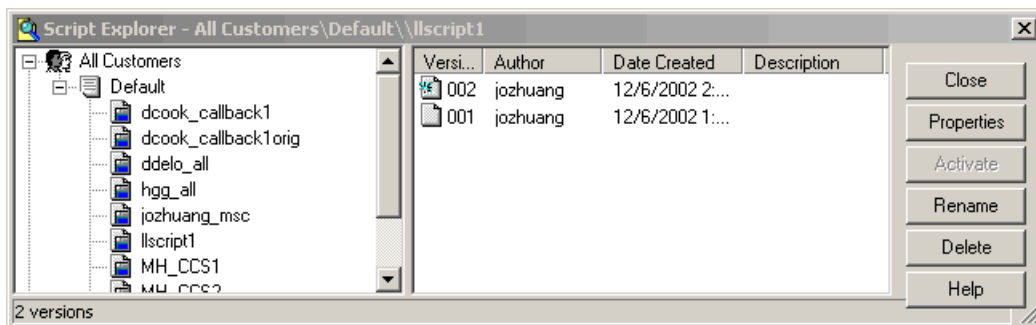 Script Explorer - All Customers\Default\\llscript1
All Customers
Default
dcook_callback1
dcook_callback1orig
ddelo_all
hgg_all
jozhuang_msc
llscript1
MH_CCS1
MH_CCS2
Versi... Author Date Created Description
002 jozhuang 12/6/2002 2:...
001 jozhuang 12/6/2002 1:...
Close
Properties
Activate
Rename
Delete
Help
2 versions